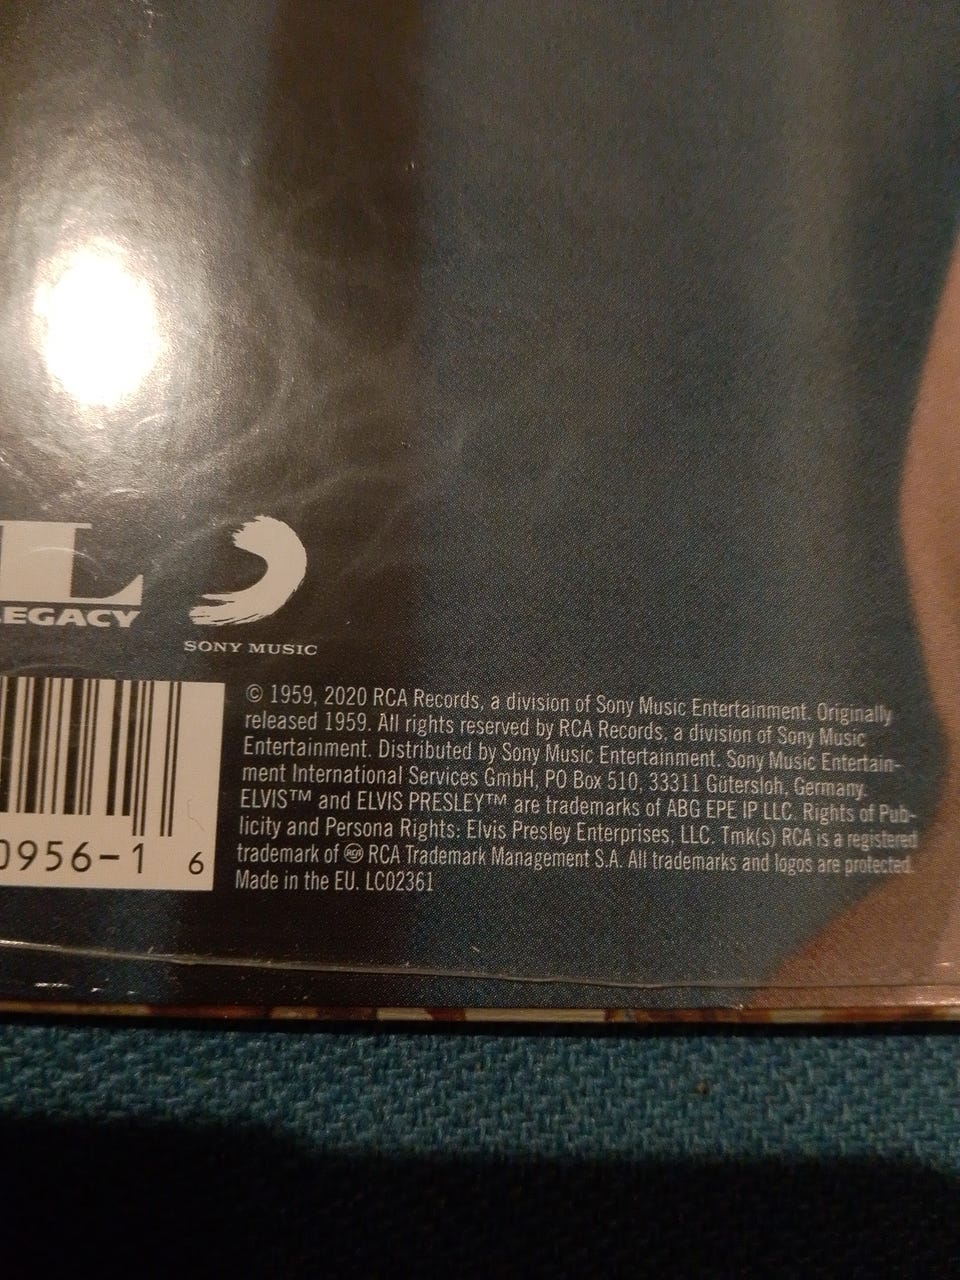 L
LEGACY
SONY MUSIC
© 1959, 2020 RCA Records, a division of Sony Music Entertainment. Originally
released 1959. All rights reserved by RCA Records, a division of Sony Music
Entertainment. Distributed by Sony Music Entertainment. Sony Music Entertain-
ment International Services GmbH, PO Box 510, 33311 Gütersloh, Germany.
ELVIS™ and ELVIS PRESLEY™ are trademarks of ABG EPE IP LLC. Rights of Pub-
licity and Persona Rights: Elvis Presley Enterprises, LLC. Tmk(s) RCA is a registered
trademark of RCA RCA Trademark Management S.A. All trademarks and logos are protected.
Made in the EU. LC02361
0956-1 6